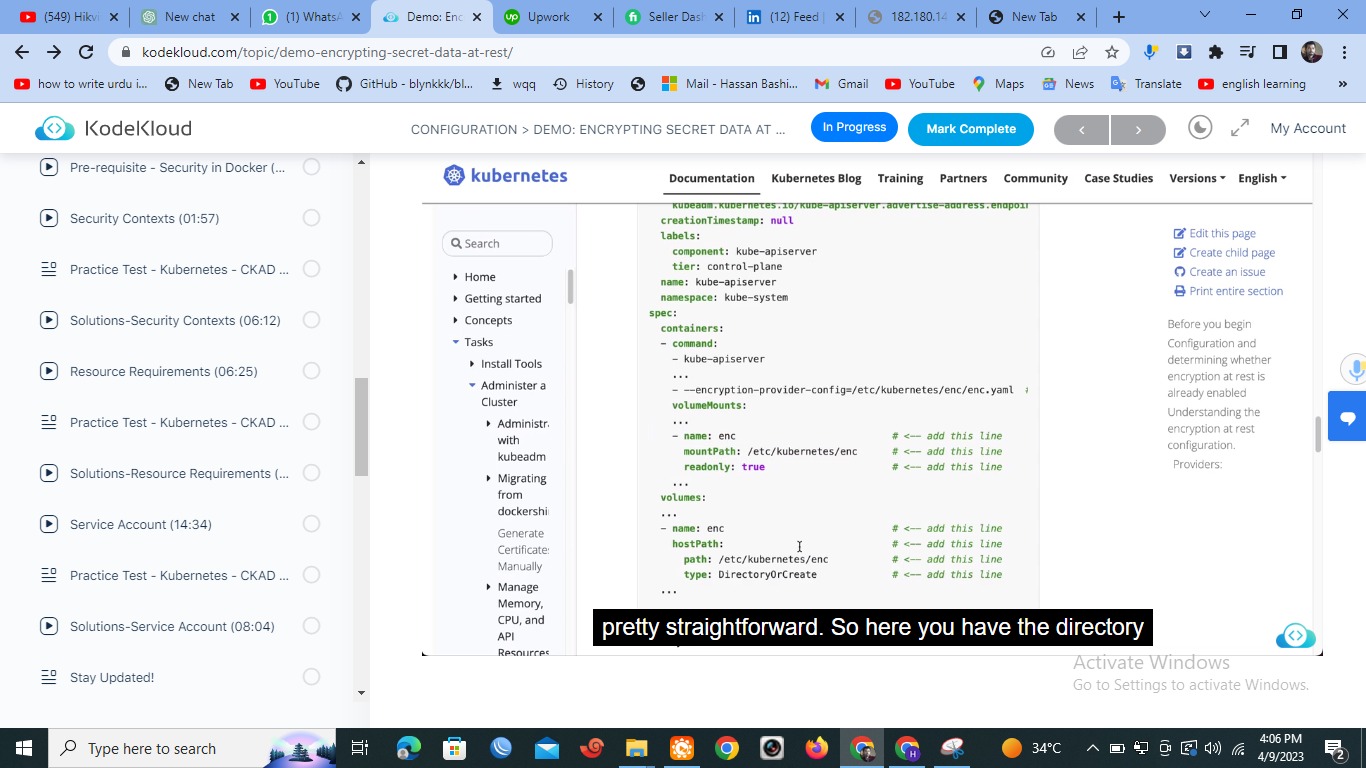 (549) Hi
New chat
(1) WhatsA
Demo: Enc
Upwork
Seller Dash
(12) Feed |
182.180.14
New Tab
kodekloud.com/topic/demo-encrypting-secret-data-at-rest/
how to write urdu i...
New Tab
YouTube
GitHub - blynkkk/bl...
wqq
History
Mail - Hassan Bashi...
Gmail
YouTube
Maps
News
Translate
english learning
»
KodeKloud
CONFIGURATION > DEMO: ENCRYPTING SECRET DATA AT ...
In Progress
Mark Complete
My Account
Pre-requisite - Security in Docker (...
Security Contexts (01:57)
Practice Test - Kubernetes - CKAD ...
Solutions-Security Contexts (06:12)
Resource Requirements (06:25)
Practice Test - Kubernetes - CKAD ...
Solutions-Resource Requirements (...
Service Account (14:34)
Practice Test - Kubernetes - CKAD ...
Solutions-Service Account (08:04)
Stay Updated!
kubernetes
Documentation
Kubernetes Blog
Training
Partners
Community
Case Studies
Versions
English
Search
Home
Getting started
Concepts
Tasks
Install Tools
Administer a
Cluster
Administr
with
kubeadm
Migrating
from
dockershi
Generate
Certificates
Manually
Manage
Memory,
CPU, and
API
Resources
kubeadm.kubernetes.io/kube-apiserver.advertise-address.endpoin
creationTimestamp: null
labels:
component: kube-apiserver
tier: control-plane
name: kube-apiserver
namespace: kube-system
spec:
containers:
- command:
- kube-apiserver
...
- --encryption-provider-config=/etc/kubernetes/enc/enc.yaml #
volumeMounts:
...
- name: enc # <-- add this line
mountPath: /etc/kubernetes/enc # <-- add this line
readonly: true # <-- add this line
...
volumes:
...
- name: enc # <-- add this line
hostPath: # <-- add this line
path: /etc/kubernetes/enc # <-- add this line
type: DirectoryOrCreate # <-- add this line
...
Edit this page
Create child page
Create an issue
Print entire section
Before you begin
Configuration and
determining whether
encryption at rest is
already enabled
Understanding the
encryption at rest
configuration.
Providers:
pretty straightforward. So here you have the directory
Activate Windows
Go to Settings to activate Windows.
Type here to search
34°C
4:06 PM
4/9/2023
2